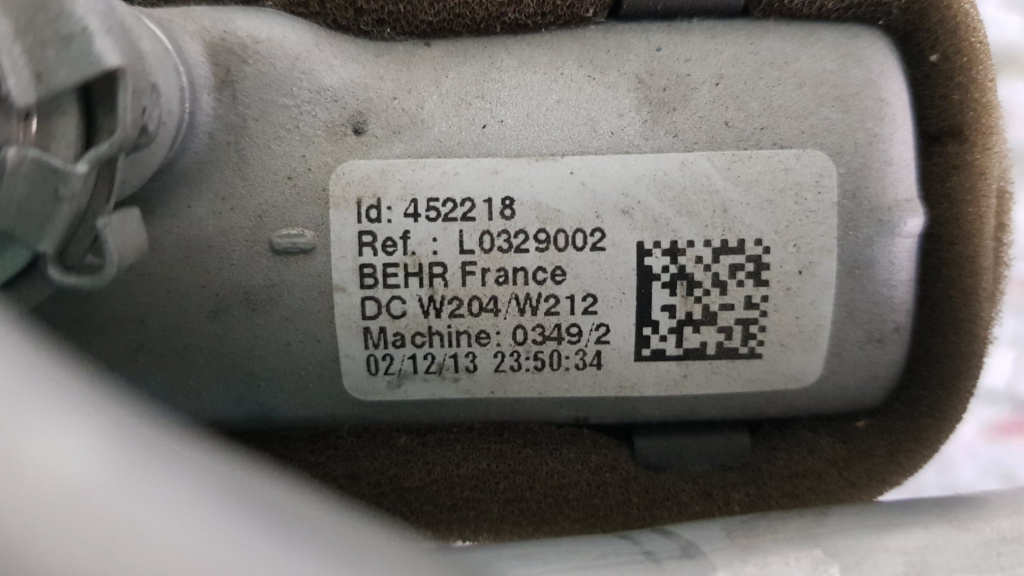 Id: 452218
Ref. : L0329002
BEHR France
DC W204/W212
Machine: 0349/2
02/12/13 23:50:34